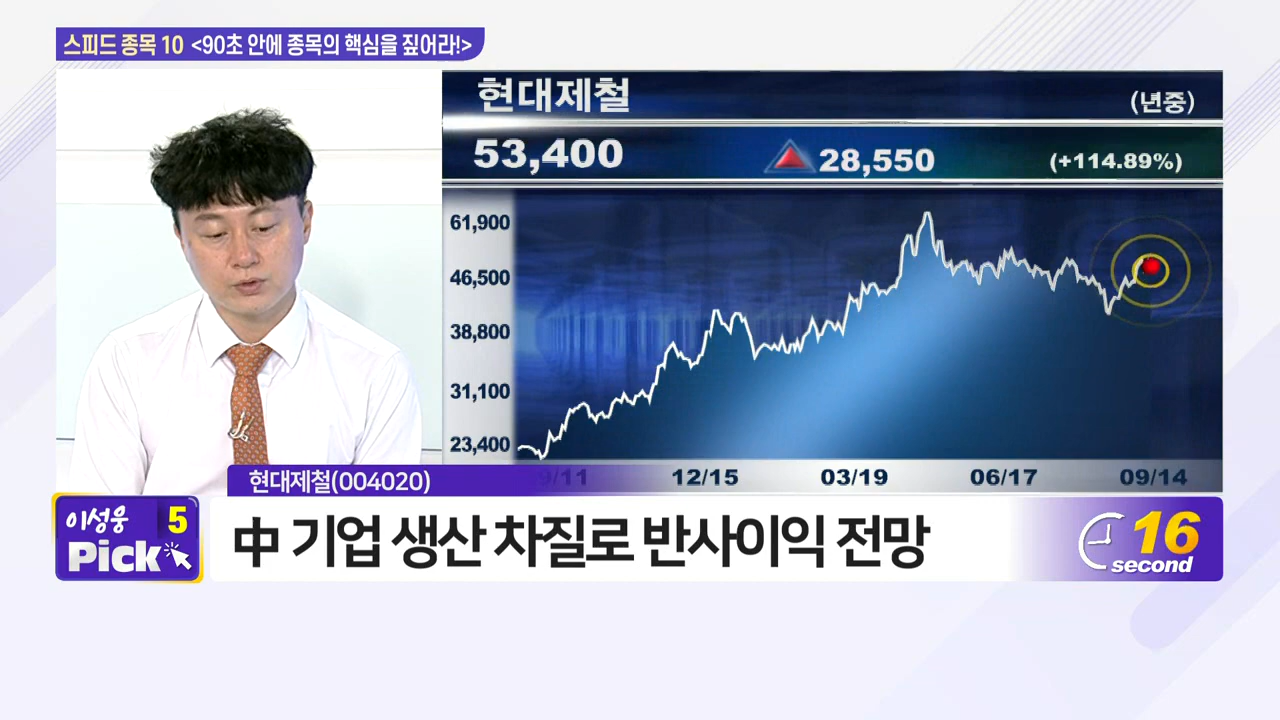 스피드 종목 10 <90초 안에 종목의 핵심을 짚어라!>
현대제철
(년중)
53,400
28,550
(+114.89%)
61,900
46,500
38,800
31,100
23,400
9/11
12/15
03/19
06/17
09/14
현대제철(004020)
이성웅
Pick
5
中 기업 생산 차질로 반사이익 전망
16
second